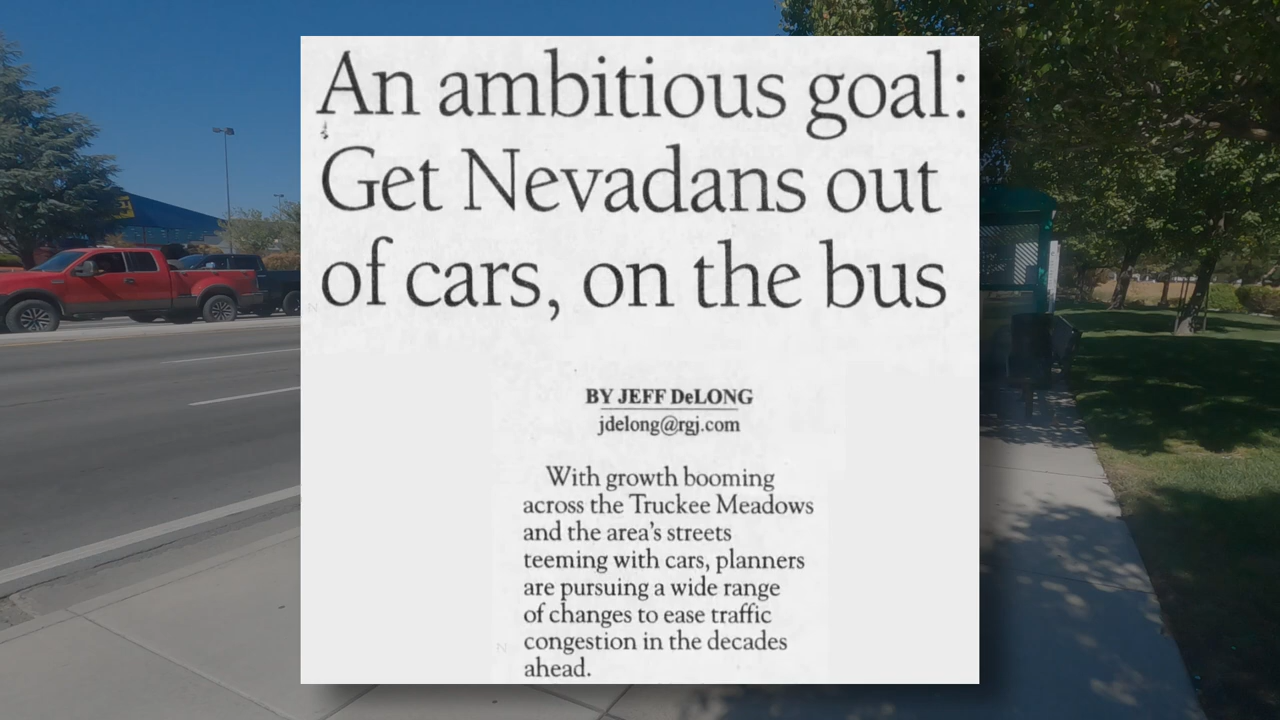 An ambitious goal:
Get Nevadans out
of cars, on the bus
BY JEFF DeLONG
jdelong@rgj.com
With growth booming
across the Truckee Meadows
and the area's streets
teeming with cars, planners
are pursuing a wide range
of changes to ease traffic
congestion in the decades
ahead.